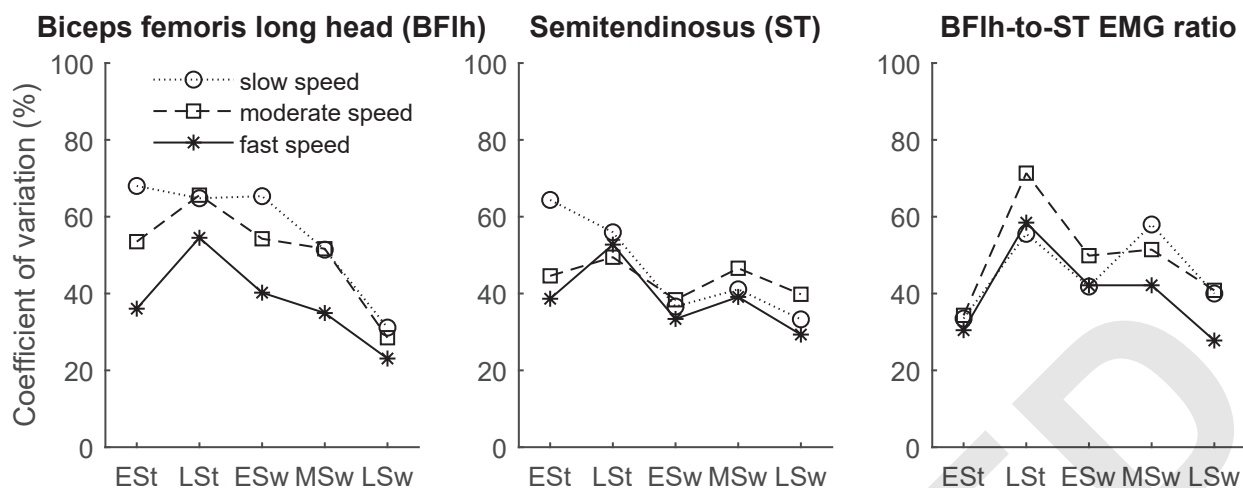 Biceps femoris long head (BFlh)
Semitendinosus (ST)
BFlh-to-ST EMG ratio
Coefficient of variation (%)
100
80
60
40
20
0
slow speed
moderate speed
fast speed
ESt LSt ESw MSw LSw
100
80
60
40
20
0
ESt LSt ESw MSw LSw
100
80
60
40
20
0
ESt LSt ESw MSw LSw